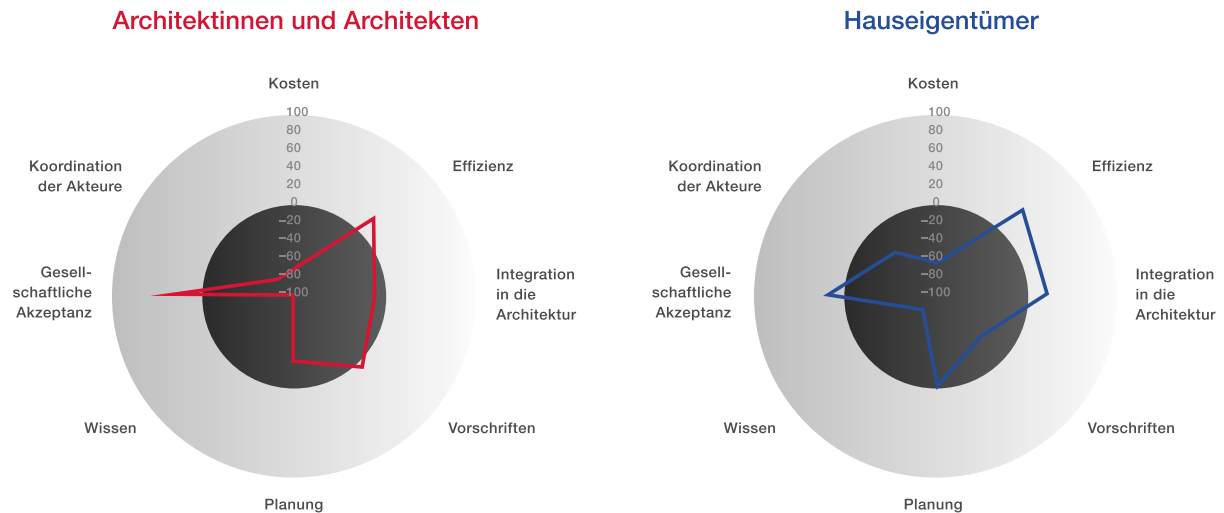 Architektinnen und Architekten
Kosten
100
80
60
40
20
0
–20
–40
–60
–80
–100
Effizienz
Integration
in die
Architektur
Vorschriften
Planung
Wissen
Gesell-
schaftliche
Akzeptanz
Koordination
der Akteure
Hauseigentümer
Kosten
100
80
60
40
20
0
–20
–40
–60
–80
–100
Effizienz
Integration
in die
Architektur
Vorschriften
Planung
Wissen
Gesell-
schaftliche
Akzeptanz
Koordination
der Akteure